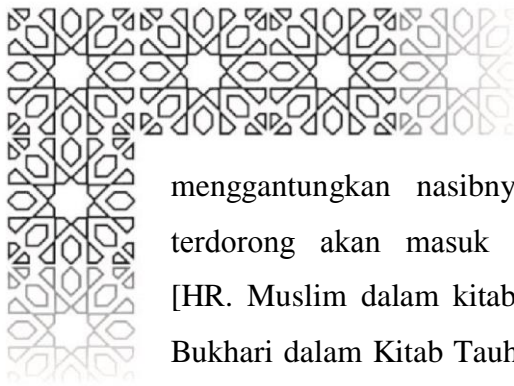 menggantungkan nasibny
terdorong akan masuk
[HR. Muslim dalam kitab
Bukhari dalam Kitab Tauh